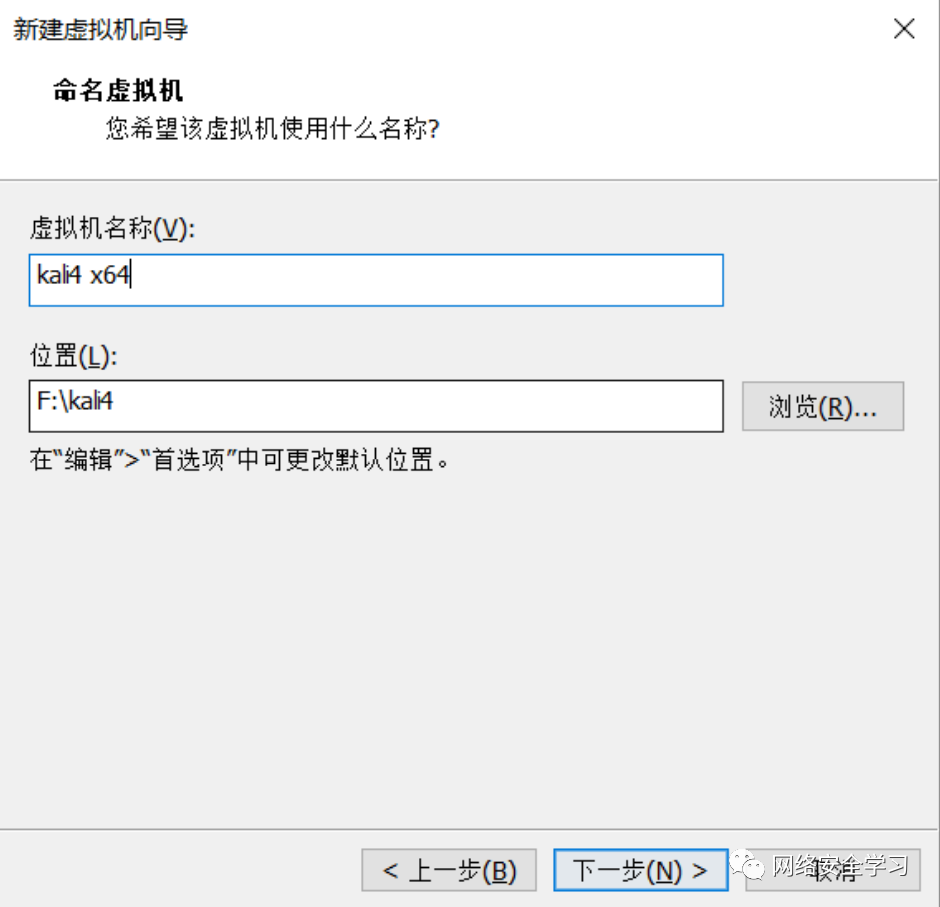 新建虚拟机向导
命名虚拟机
您希望该虚拟机使用什么名称?
虚拟机名称(V):
kali4 x64
位置(L):
F:\kali4
浏览(R)...
在“编辑”>“首选项”中可更改默认位置。
< 上一步(B)
下一步(N) >
取消
网络安全学习